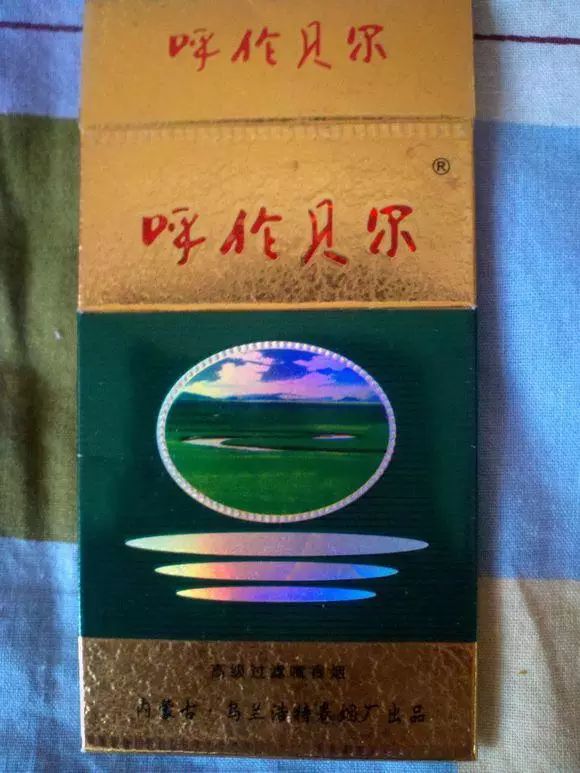 呼伦贝尔
®
呼伦贝尔
高级过滤嘴香烟
内蒙古·乌兰浩特卷烟厂出品